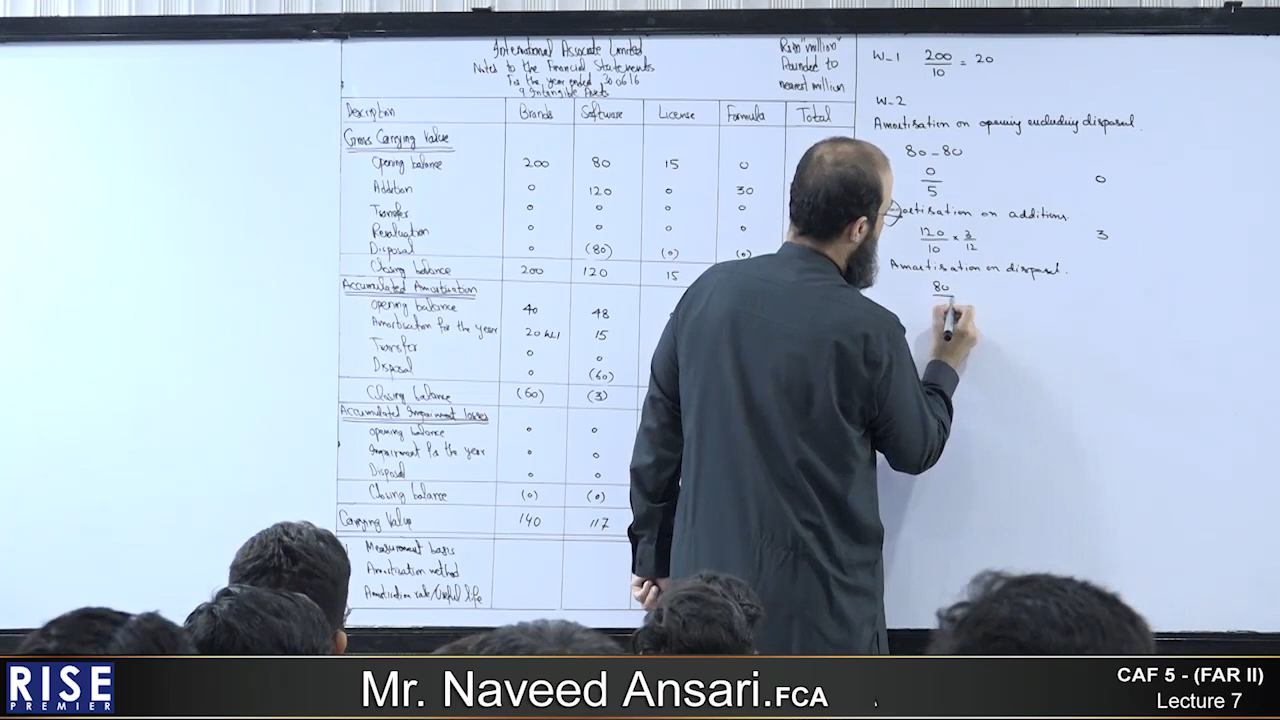 International Associate Limited
Notes to the Financial Statements
For the year ended 30 06 16
9 Intangible Assets
Rs in "million"
Rounded to
nearest million
Description Brands Software License Formula Total
Gross Carrying Value
Opening balance 200 80 15 0
Addition 0 120 0 30
Transfer 0 0 0 0
Revaluation 0 0 0 0
Disposal 0 (80) (0) (0)
Closing balance 200 120 15
Accumulated Amortisation
Opening balance 40 48
Amortisation for the year 20 W-1 15
Transfer 0 0
Disposal 0 (60)
Closing balance (60) (3)
Accumulated Impairment losses
Opening balance 0 0
Impairment for the year 0 0
Disposal 0 0
Closing balance (0) (0)
Carrying Value 140 117
Measurement basis
Amortisation method
Amortisation rate/Useful life
W-1 200/10 = 20
W-2
Amortisation on opening excluding disposal.
80-80
0/5 0
ortisation on additions.
120/10 × 3/12 3
Amortisation on disposal.
80
RISE
PREMIER
Mr. Naveed Ansari.FCA
CAF 5 - (FAR II)
Lecture 7